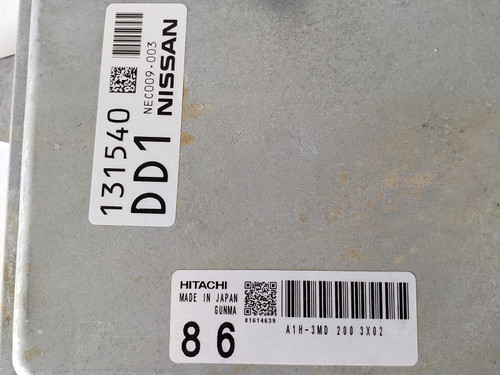 131540
DD1
NEC009-003
NISSAN
HITACHI
MADE IN JAPAN
GUNMA
81614639
86
A1H-3MD 200 3X02